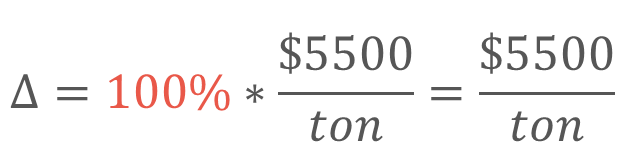 Δ = 100% * $5500/ton = $5500/ton